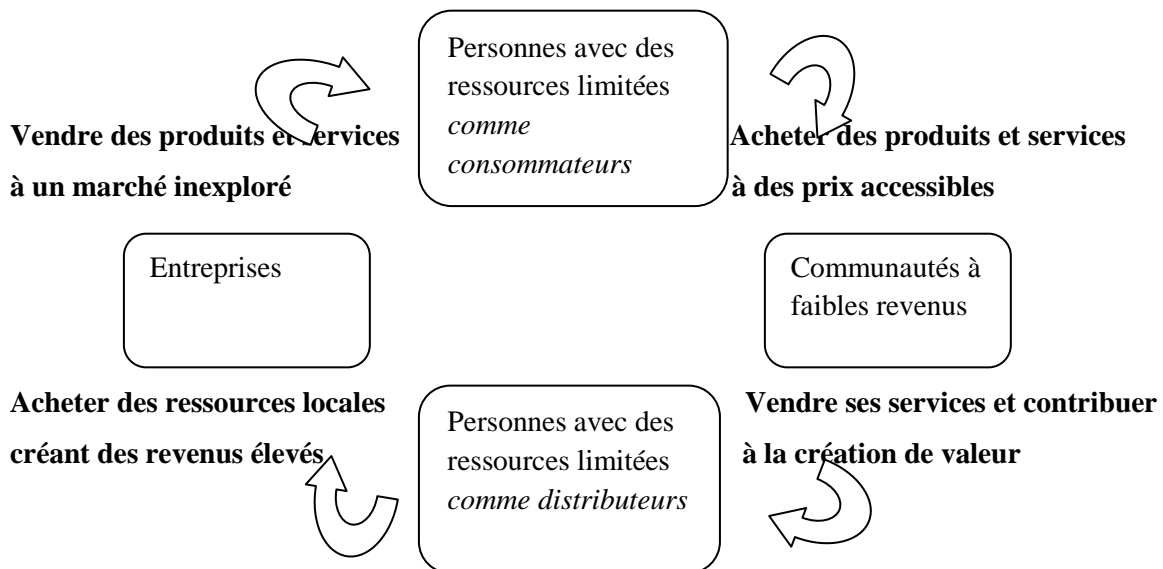 Personnes avec des
ressources limitées
comme
consommateurs
Vendre des produits et services
à un marché inexploré
Acheter des produits et services
à des prix accessibles
Entreprises
Communautés à
faibles revenus
Acheter des ressources locales
créant des revenus élevés
Personnes avec des
ressources limitées
comme distributeurs
Vendre ses services et contribuer
à la création de valeur